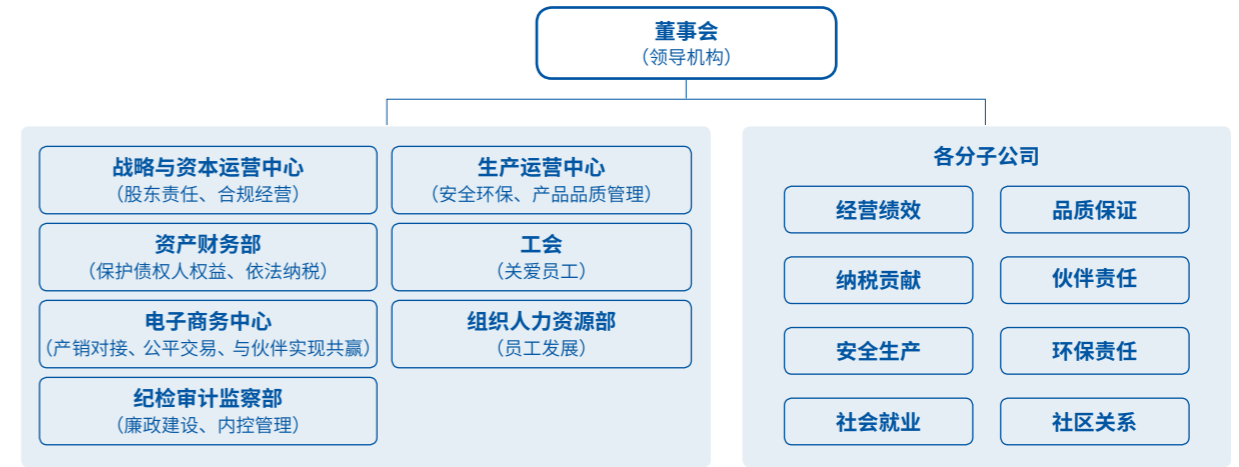 董事会
（领导机构）
战略与资本运营中心
（股东责任、合规经营）
生产运营中心
（安全环保、产品品质管理）
资产财务部
（保护债权人权益、依法纳税）
工会
（关爱员工）
电子商务中心
（产销对接、公平交易、与伙伴实现共赢）
组织人力资源部
（员工发展）
纪检审计监察部
（廉政建设、内控管理）
各分子公司
经营绩效
品质保证
纳税贡献
伙伴责任
安全生产
环保责任
社会就业
社区关系